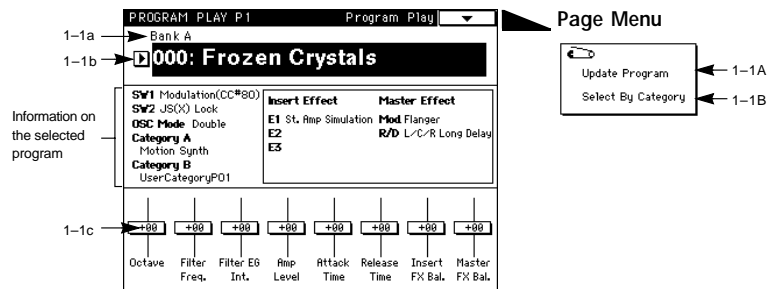 PROGRAM PLAY P1 Program Play
Page Menu
1–1a Bank A
1–1b 000: Frozen Crystals
Update Program 1–1A
Select By Category 1–1B
Information on
the selected
program
SW1 Modulation(CC#80)
SW2 JS(X) Lock
OSC Mode Double
Category A
Motion Synth
Category B
UserCategoryP01
Insert Effect Master Effect
E1 St. Amp Simulation Mod Flanger
E2 R/D L/C/R Long Delay
E3
1–1c +00 +00 +00 +00 +00 +00 +00 +00
Octave Filter Filter EG Amp Attack Release Insert Master
Freq. Int. Level Time Time FX Bal. FX Bal.